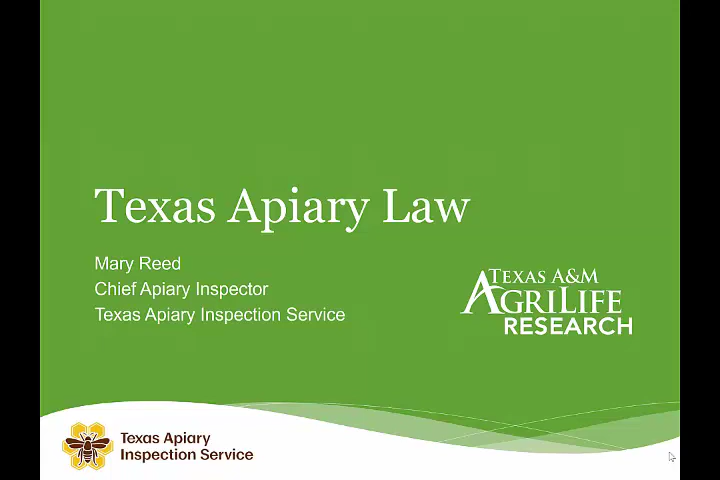 Texas Apiary Law
Mary Reed
Chief Apiary Inspector
Texas Apiary Inspection Service
TEXAS A&M
AGRILIFE
RESEARCH
Texas Apiary
Inspection Service